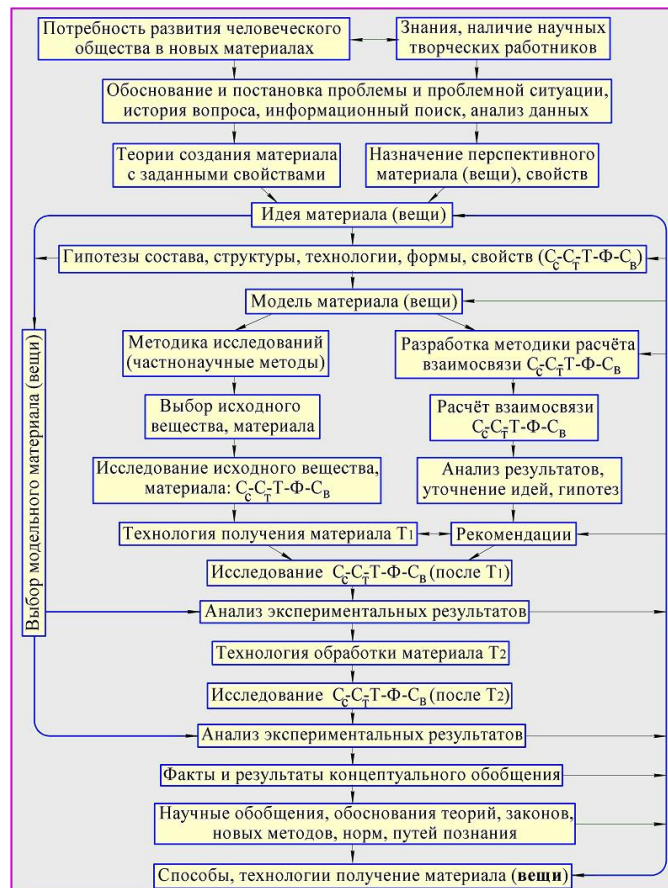 Потребность развития человеческого
общества в новых материалах
Знания, наличие научных
творческих работников
Обоснование и постановка проблемы и проблемной ситуации,
история вопроса, информационный поиск, анализ данных
Теории создания материала
с заданными свойствами
Назначение перспективного
материала (вещи), свойств
Идея материала (вещи)
Гипотезы состава, структуры, технологии, формы, свойств (Сс-Ст-Т-Ф-Св)
Модель материала (вещи)
Выбор модельного материала (вещи)
Методика исследований
(частнонаучные методы)
Разработка методики расчёта
взаимосвязи Сс-Ст-Т-Ф-Св
Выбор исходного
вещества, материала
Расчёт взаимосвязи
Сс-Ст-Т-Ф-Св
Исследование исходного вещества,
материала: Сс-Ст-Т-Ф-Св
Анализ результатов,
уточнение идей, гипотез
Технология получения материала Т1
Рекомендации
Исследование Сс-Ст-Т-Ф-Св (после Т1)
Анализ экспериментальных результатов
Технология обработки материала Т2
Исследование Сс-Ст-Т-Ф-Св (после Т2)
Анализ экспериментальных результатов
Факты и результаты концептуального обобщения
Научные обобщения, обоснования теорий, законов,
новых методов, норм, путей познания
Способы, технологии получение материала (вещи)